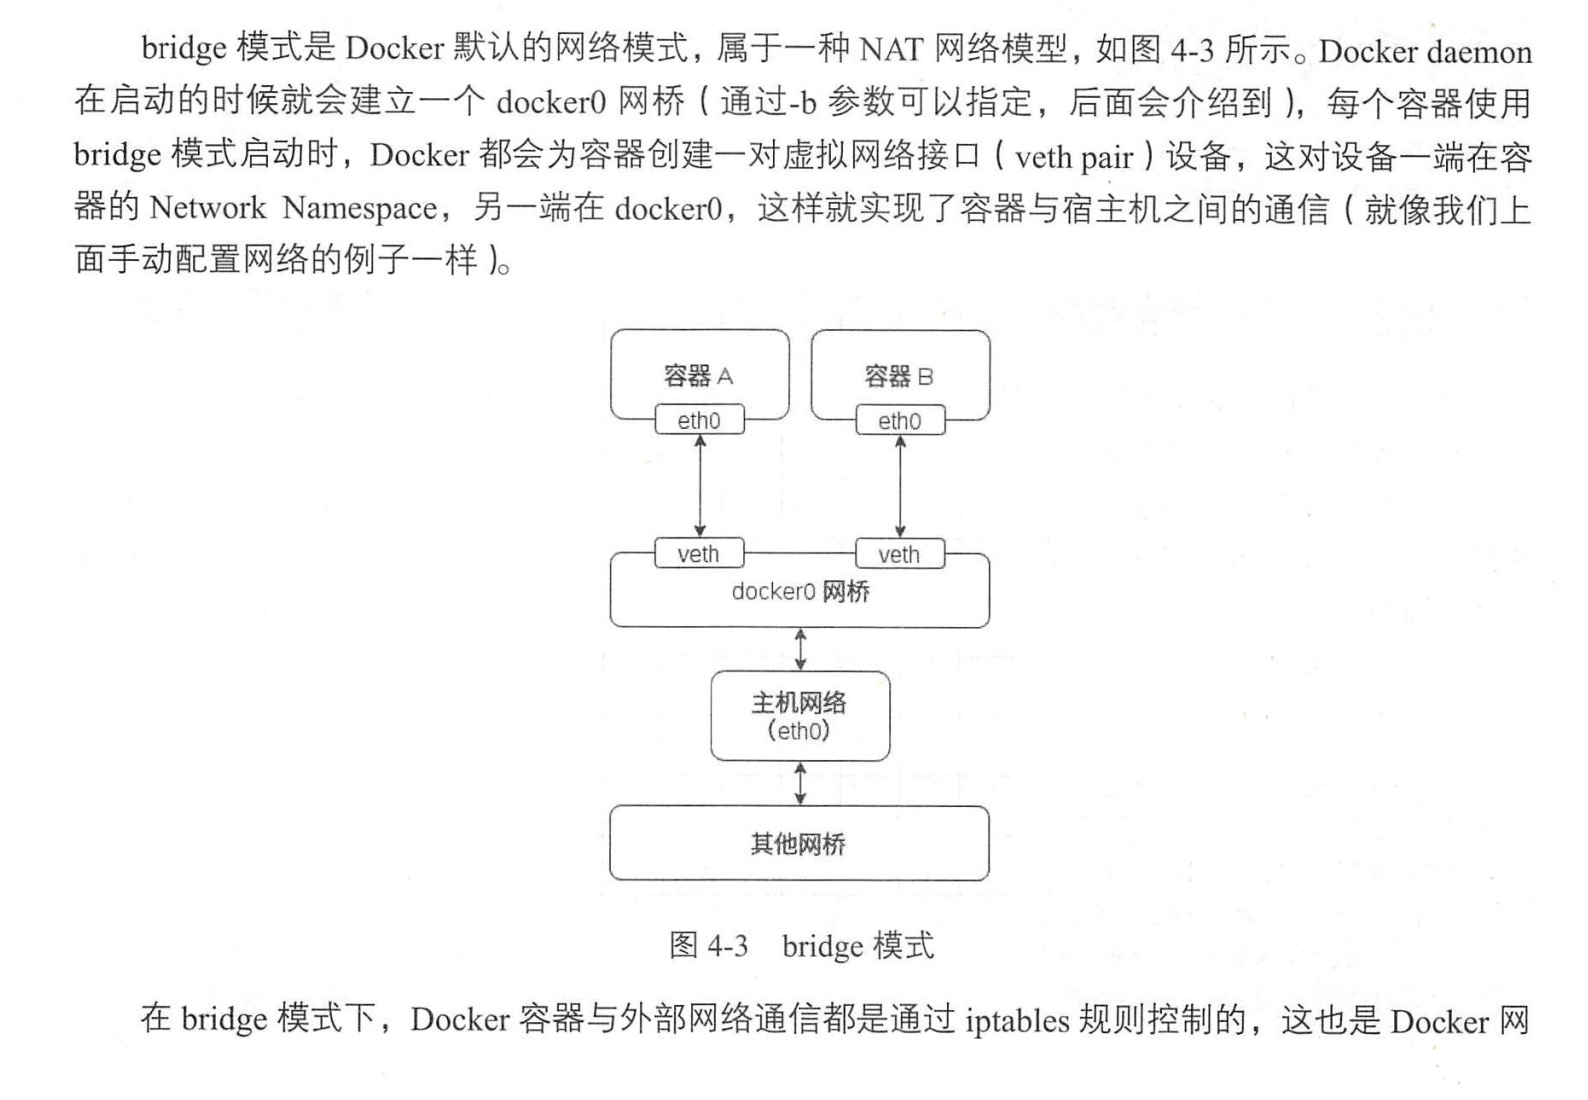 bridge 模式是 Docker 默认的网络模式，属于一种 NAT 网络模型，如图 4-3 所示。Docker daemon
在启动的时候就会建立一个 docker0 网桥（通过-b 参数可以指定，后面会介绍到），每个容器使用
bridge 模式启动时，Docker 都会为容器创建一对虚拟网络接口（veth pair）设备，这对设备一端在容
器的 Network Namespace，另一端在 docker0，这样就实现了容器与宿主机之间的通信（就像我们上
面手动配置网络的例子一样）。
容器 A
容器 B
eth0
eth0
veth
veth
docker0 网桥
主机网络
（eth0）
其他网桥
图 4-3 bridge 模式
在 bridge 模式下，Docker 容器与外部网络通信都是通过 iptables 规则控制的，这也是 Docker 网